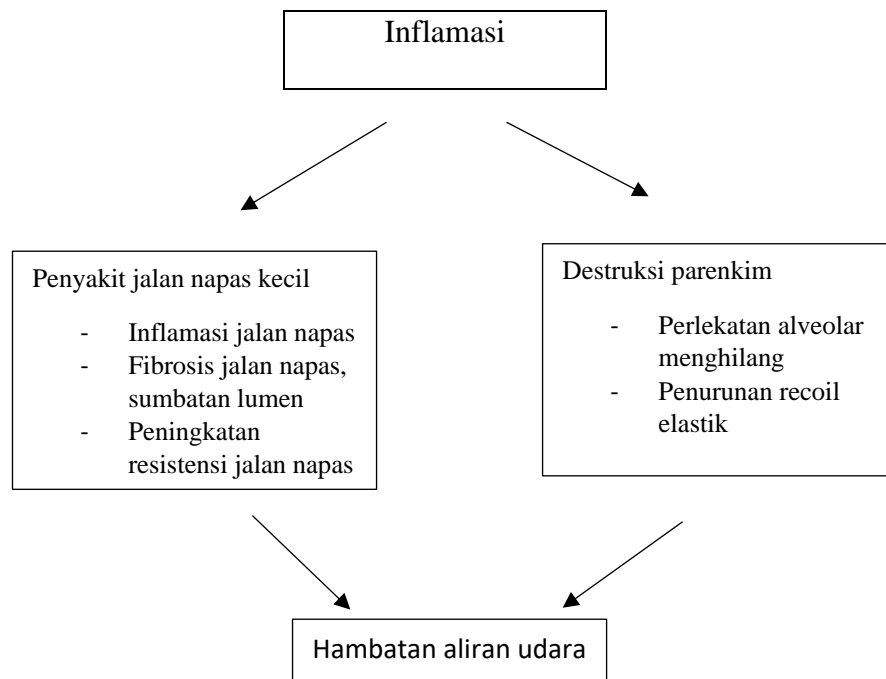 Inflamasi
Penyakit jalan napas kecil
- Inflamasi jalan napas
- Fibrosis jalan napas,
sumbatan lumen
- Peningkatan
resistensi jalan napas
Destruksi parenkim
- Perlekatan alveolar
menghilang
- Penurunan recoil
elastik
Hambatan aliran udara